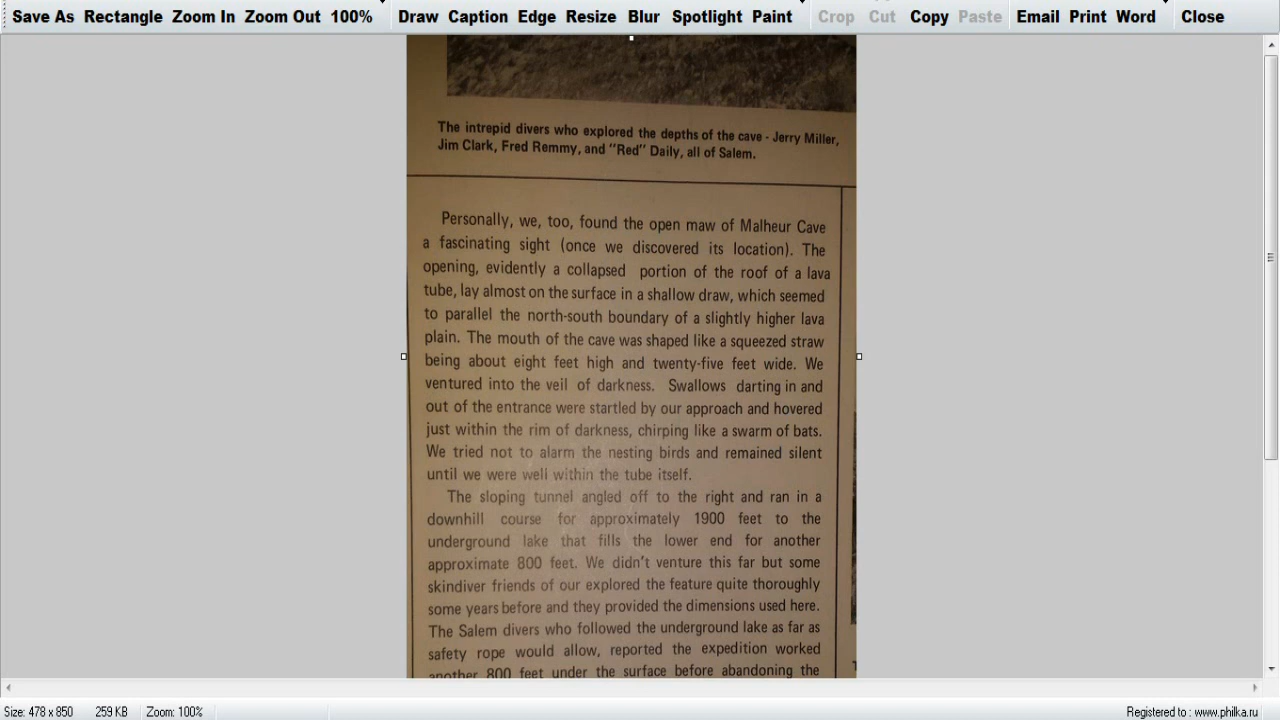 Save As Rectangle Zoom In Zoom Out 100% Draw Caption Edge Resize Blur Spotlight Paint Crop Cut Copy Paste Email Print Word Close
The intrepid divers who explored the depths of the cave - Jerry Miller,
Jim Clark, Fred Remmy, and "Red" Daily, all of Salem.
Personally, we, too, found the open maw of Malheur Cave
a fascinating sight (once we discovered its location). The
opening, evidently a collapsed portion of the roof of a lava
tube, lay almost on the surface in a shallow draw, which seemed
to parallel the north-south boundary of a slightly higher lava
plain. The mouth of the cave was shaped like a squeezed straw
being about eight feet high and twenty-five feet wide. We
ventured into the veil of darkness. Swallows darting in and
out of the entrance were startled by our approach and hovered
just within the rim of darkness, chirping like a swarm of bats.
We tried not to alarm the nesting birds and remained silent
until we were well within the tube itself.
The sloping tunnel angled off to the right and ran in a
downhill course for approximately 1900 feet to the
underground lake that fills the lower end for another
approximate 800 feet. We didn't venture this far but some
skindiver friends of our explored the feature quite thoroughly
some years before and they provided the dimensions used here.
The Salem divers who followed the underground lake as far as
safety rope would allow, reported the expedition worked
another 800 feet under the surface before abandoning the
Size: 478 x 850 259 KB Zoom: 100% Registered to : www.philka.ru